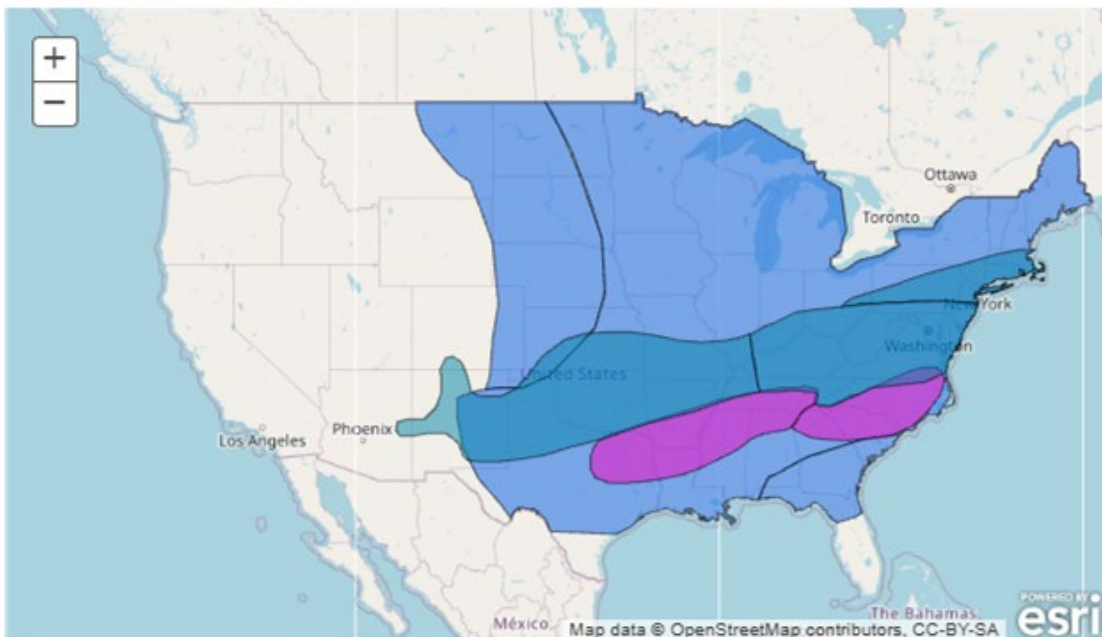 +
−
Ottawa
Toronto
New York
Washington
United States
Phoenix
Los Angeles
México
The Bahamas
POWERED BY
esri
Map data © OpenStreetMap contributors, CC-BY-SA